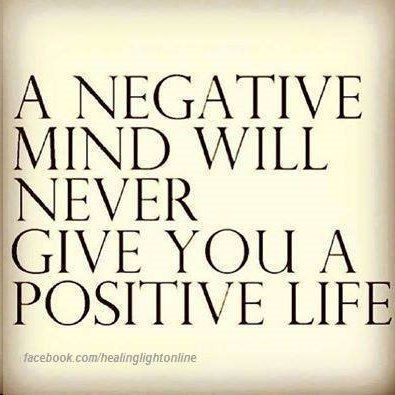 A NEGATIVE
MIND WILL
NEVER
GIVE YOU A
POSITIVE LIFE
facebook.com/healinglightonline